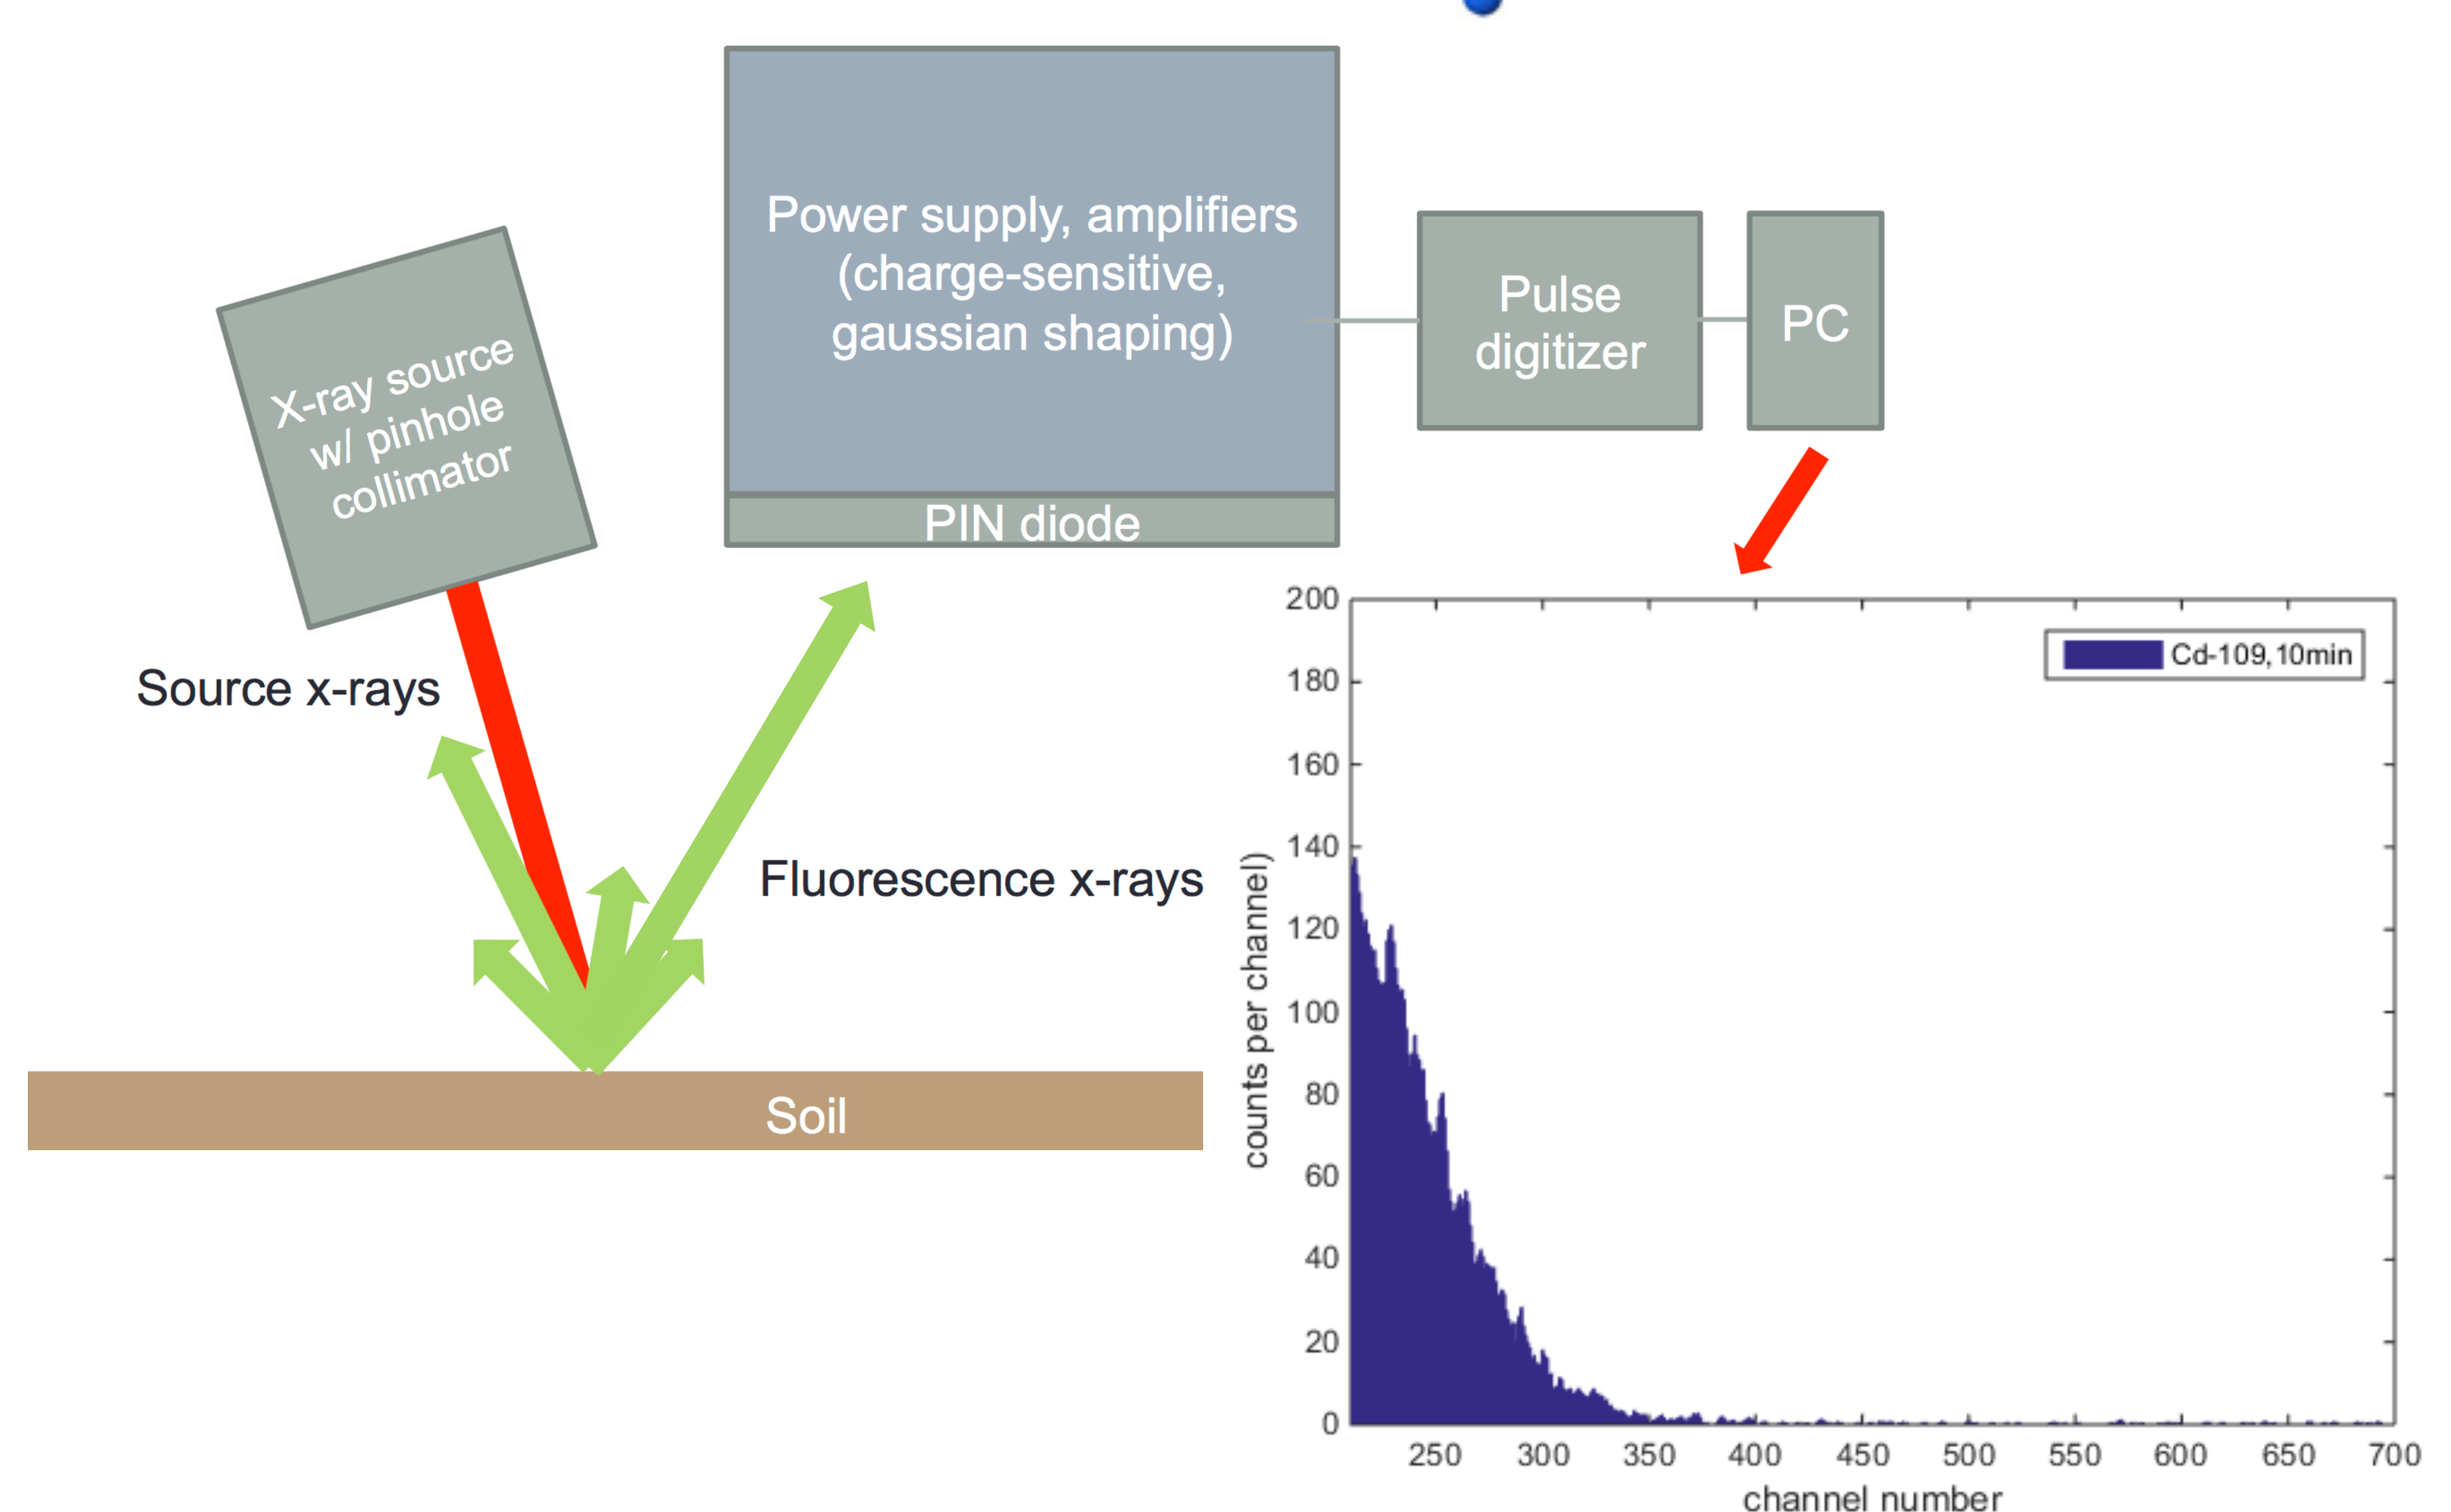 Power supply, amplifiers
(charge-sensitive,
gaussian shaping)
PIN diode
Pulse
digitizer
PC
X-ray source
w/ pinhole
collimator
Source x-rays
Fluorescence x-rays
Soil
200
180
160
140
120
100
80
60
40
20
0
counts per channel)
Cd-109,10min
250 300 350 400 450 500 550 600 650 700
channel number